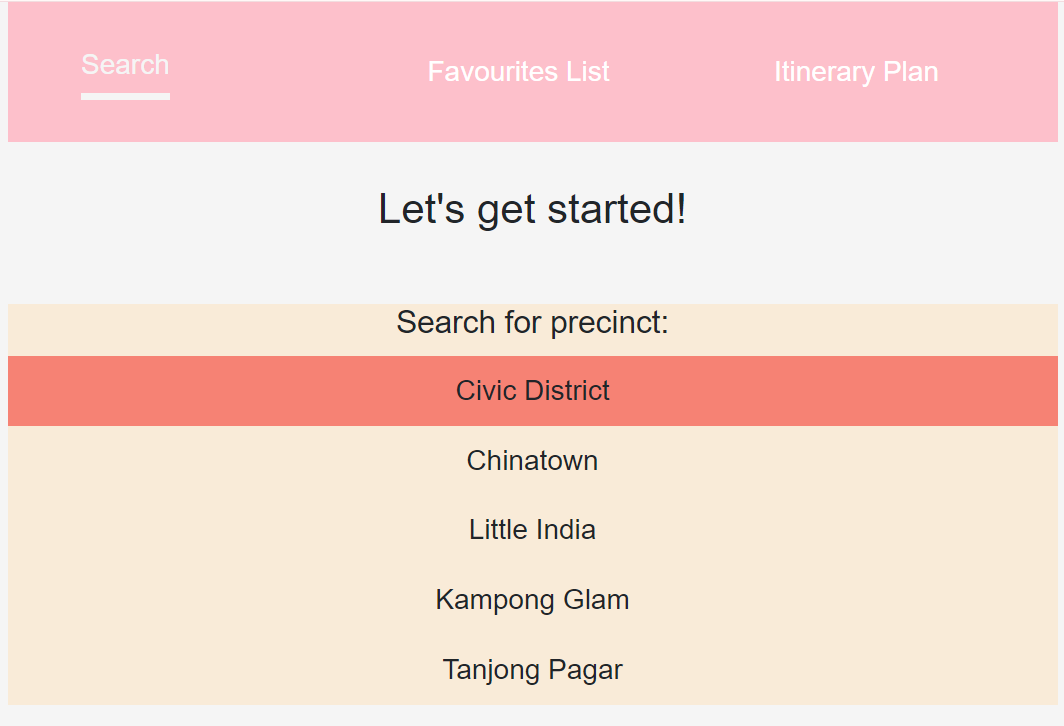 Search
Favourites List
Itinerary Plan
Let's get started!
Search for precinct:
Civic District
Chinatown
Little India
Kampong Glam
Tanjong Pagar